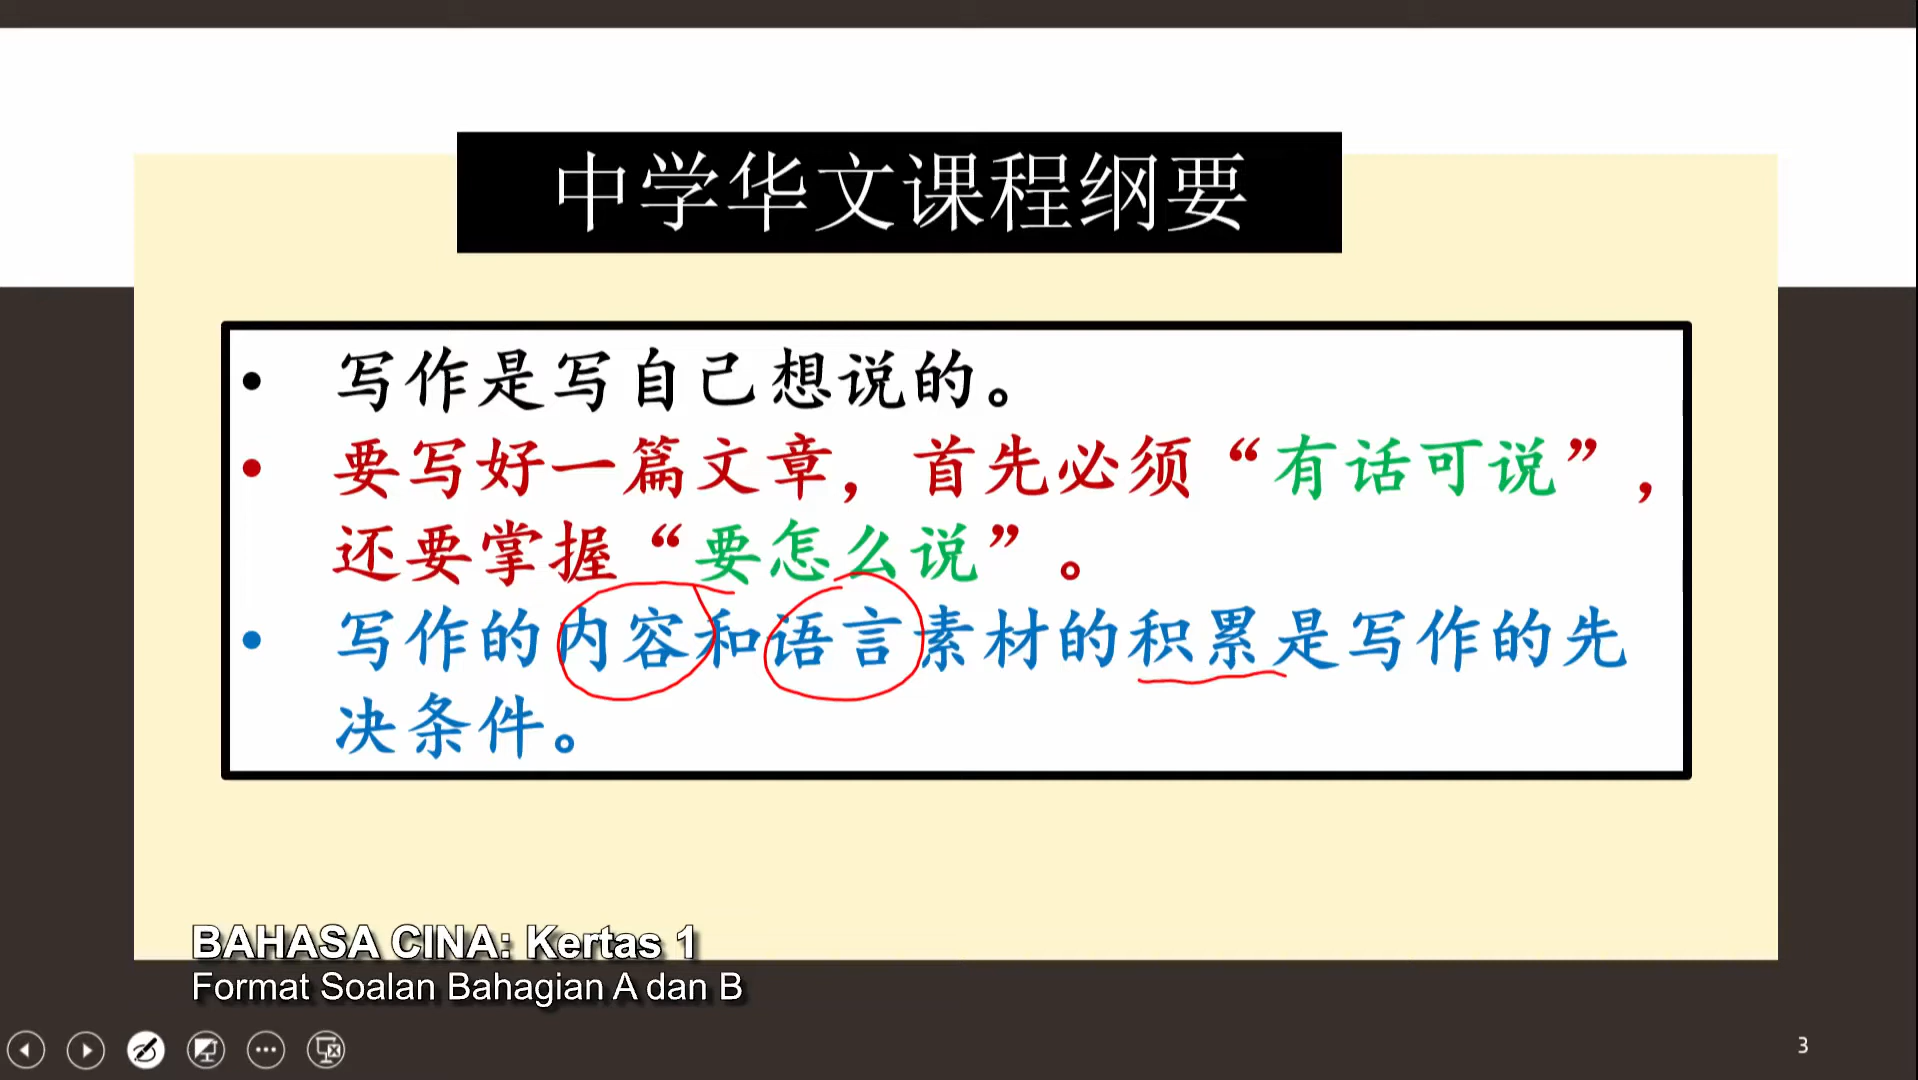 中学华文课程纲要
• 写作是写自己想说的。
• 要写好一篇文章，首先必须“有话可说”，
还要掌握“要怎么说”。
• 写作的内容和语言素材的积累是写作的先
决条件。
BAHASA CINA: Kertas 1
Format Soalan Bahagian A dan B
3